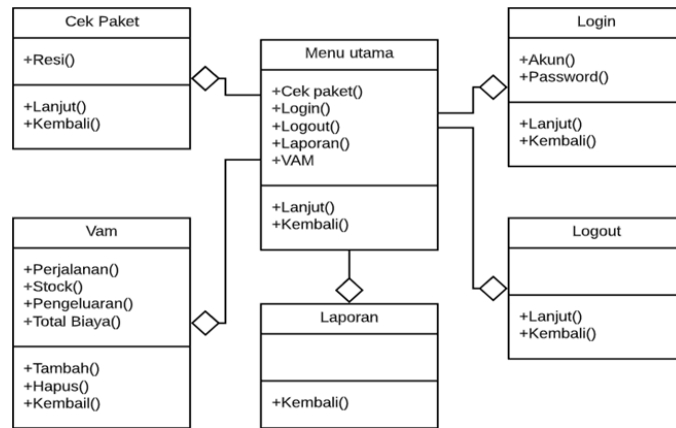 Cek Paket
+Resi()
+Lanjut()
+Kembali()
Menu utama
+Cek paket()
+Login()
+Logout()
+Laporan()
+VAM
+Lanjut()
+Kembali()
Login
+Akun()
+Password()
+Lanjut()
+Kembali()
Vam
+Perjalanan()
+Stock()
+Pengeluaran()
+Total Biaya()
+Tambah()
+Hapus()
+Kembail()
Laporan
+Kembali()
Logout
+Lanjut()
+Kembali()